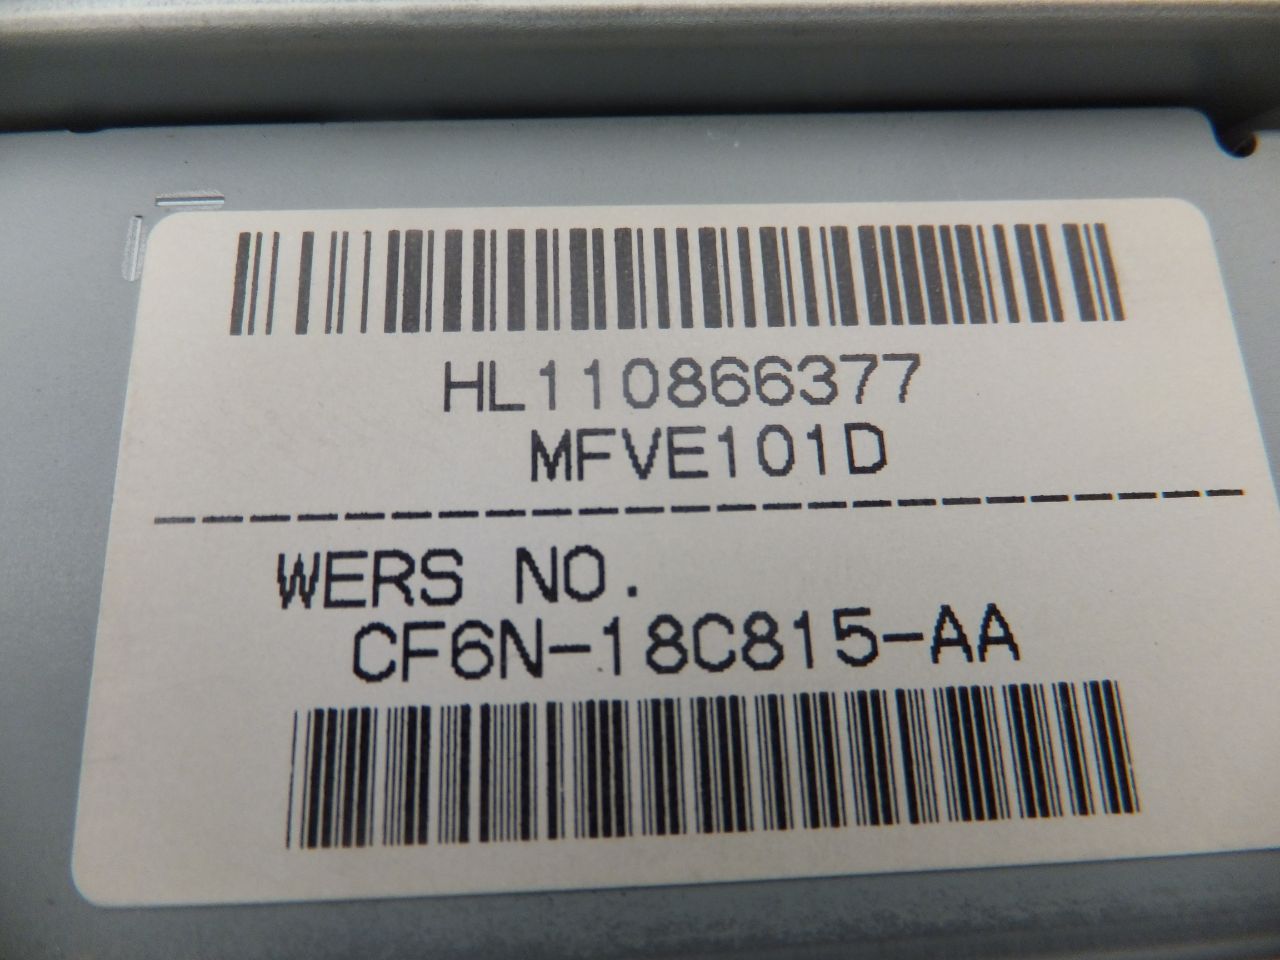 HL110866377
MFVE101D
WERS NO.
CF6N-18C815-AA